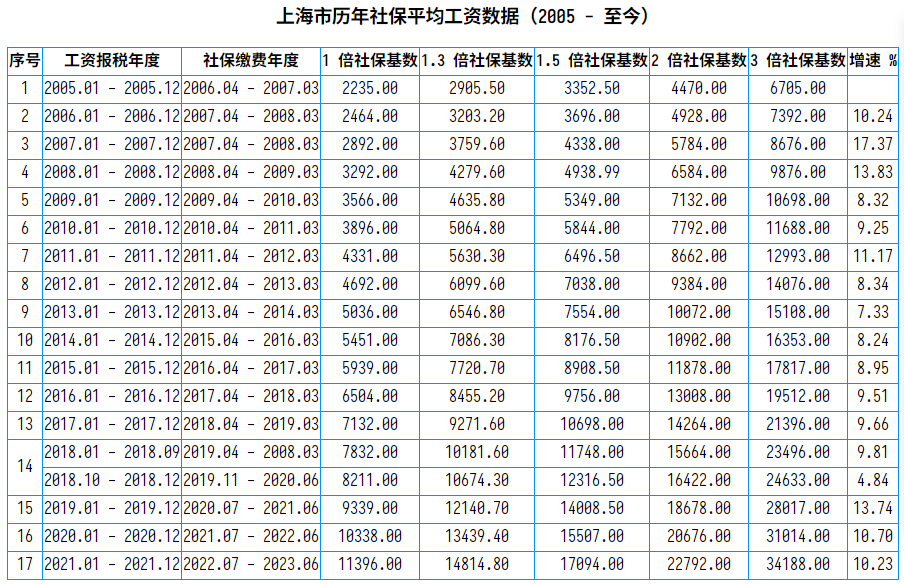 上海市历年社保平均工资数据（2005 - 至今）
序号 工资报税年度 社保缴费年度 1 倍社保基数 1.3 倍社保基数 1.5 倍社保基数 2 倍社保基数 3 倍社保基数 增速 %
1 2005.01 - 2005.12 2006.04 - 2007.03 2235.00 2905.50 3352.50 4470.00 6705.00
2 2006.01 - 2006.12 2007.04 - 2008.03 2464.00 3203.20 3696.00 4928.00 7392.00 10.24
3 2007.01 - 2007.12 2007.04 - 2008.03 2892.00 3759.60 4338.00 5784.00 8676.00 17.37
4 2008.01 - 2008.12 2008.04 - 2009.03 3292.00 4279.60 4938.99 6584.00 9876.00 13.83
5 2009.01 - 2009.12 2009.04 - 2010.03 3566.00 4635.80 5349.00 7132.00 10698.00 8.32
6 2010.01 - 2010.12 2010.04 - 2011.03 3896.00 5064.80 5844.00 7792.00 11688.00 9.25
7 2011.01 - 2011.12 2011.04 - 2012.03 4331.00 5630.30 6496.50 8662.00 12993.00 11.17
8 2012.01 - 2012.12 2012.04 - 2013.03 4692.00 6099.60 7038.00 9384.00 14076.00 8.34
9 2013.01 - 2013.12 2013.04 - 2014.03 5036.00 6546.80 7554.00 10072.00 15108.00 7.33
10 2014.01 - 2014.12 2015.04 - 2016.03 5451.00 7086.30 8176.50 10902.00 16353.00 8.24
11 2015.01 - 2015.12 2016.04 - 2017.03 5939.00 7720.70 8908.50 11878.00 17817.00 8.95
12 2016.01 - 2016.12 2017.04 - 2018.03 6504.00 8455.20 9756.00 13008.00 19512.00 9.51
13 2017.01 - 2017.12 2018.04 - 2019.03 7132.00 9271.60 10698.00 14264.00 21396.00 9.66
14 2018.01 - 2018.09 2019.04 - 2008.03 7832.00 10181.60 11748.00 15664.00 23496.00 9.81
2018.10 - 2018.12 2019.11 - 2020.06 8211.00 10674.30 12316.50 16422.00 24633.00 4.84
15 2019.01 - 2019.12 2020.07 - 2021.06 9339.00 12140.70 14008.50 18678.00 28017.00 13.74
16 2020.01 - 2020.12 2021.07 - 2022.06 10338.00 13439.40 15507.00 20676.00 31014.00 10.70
17 2021.01 - 2021.12 2022.07 - 2023.06 11396.00 14814.80 17094.00 22792.00 34188.00 10.23